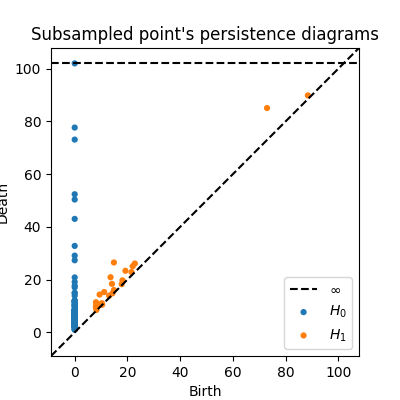 Subsampled point's persistence diagrams
100
80
60
40
20
0
Death
∞
H₀
H₁
0 20 40 60 80 100
Birth